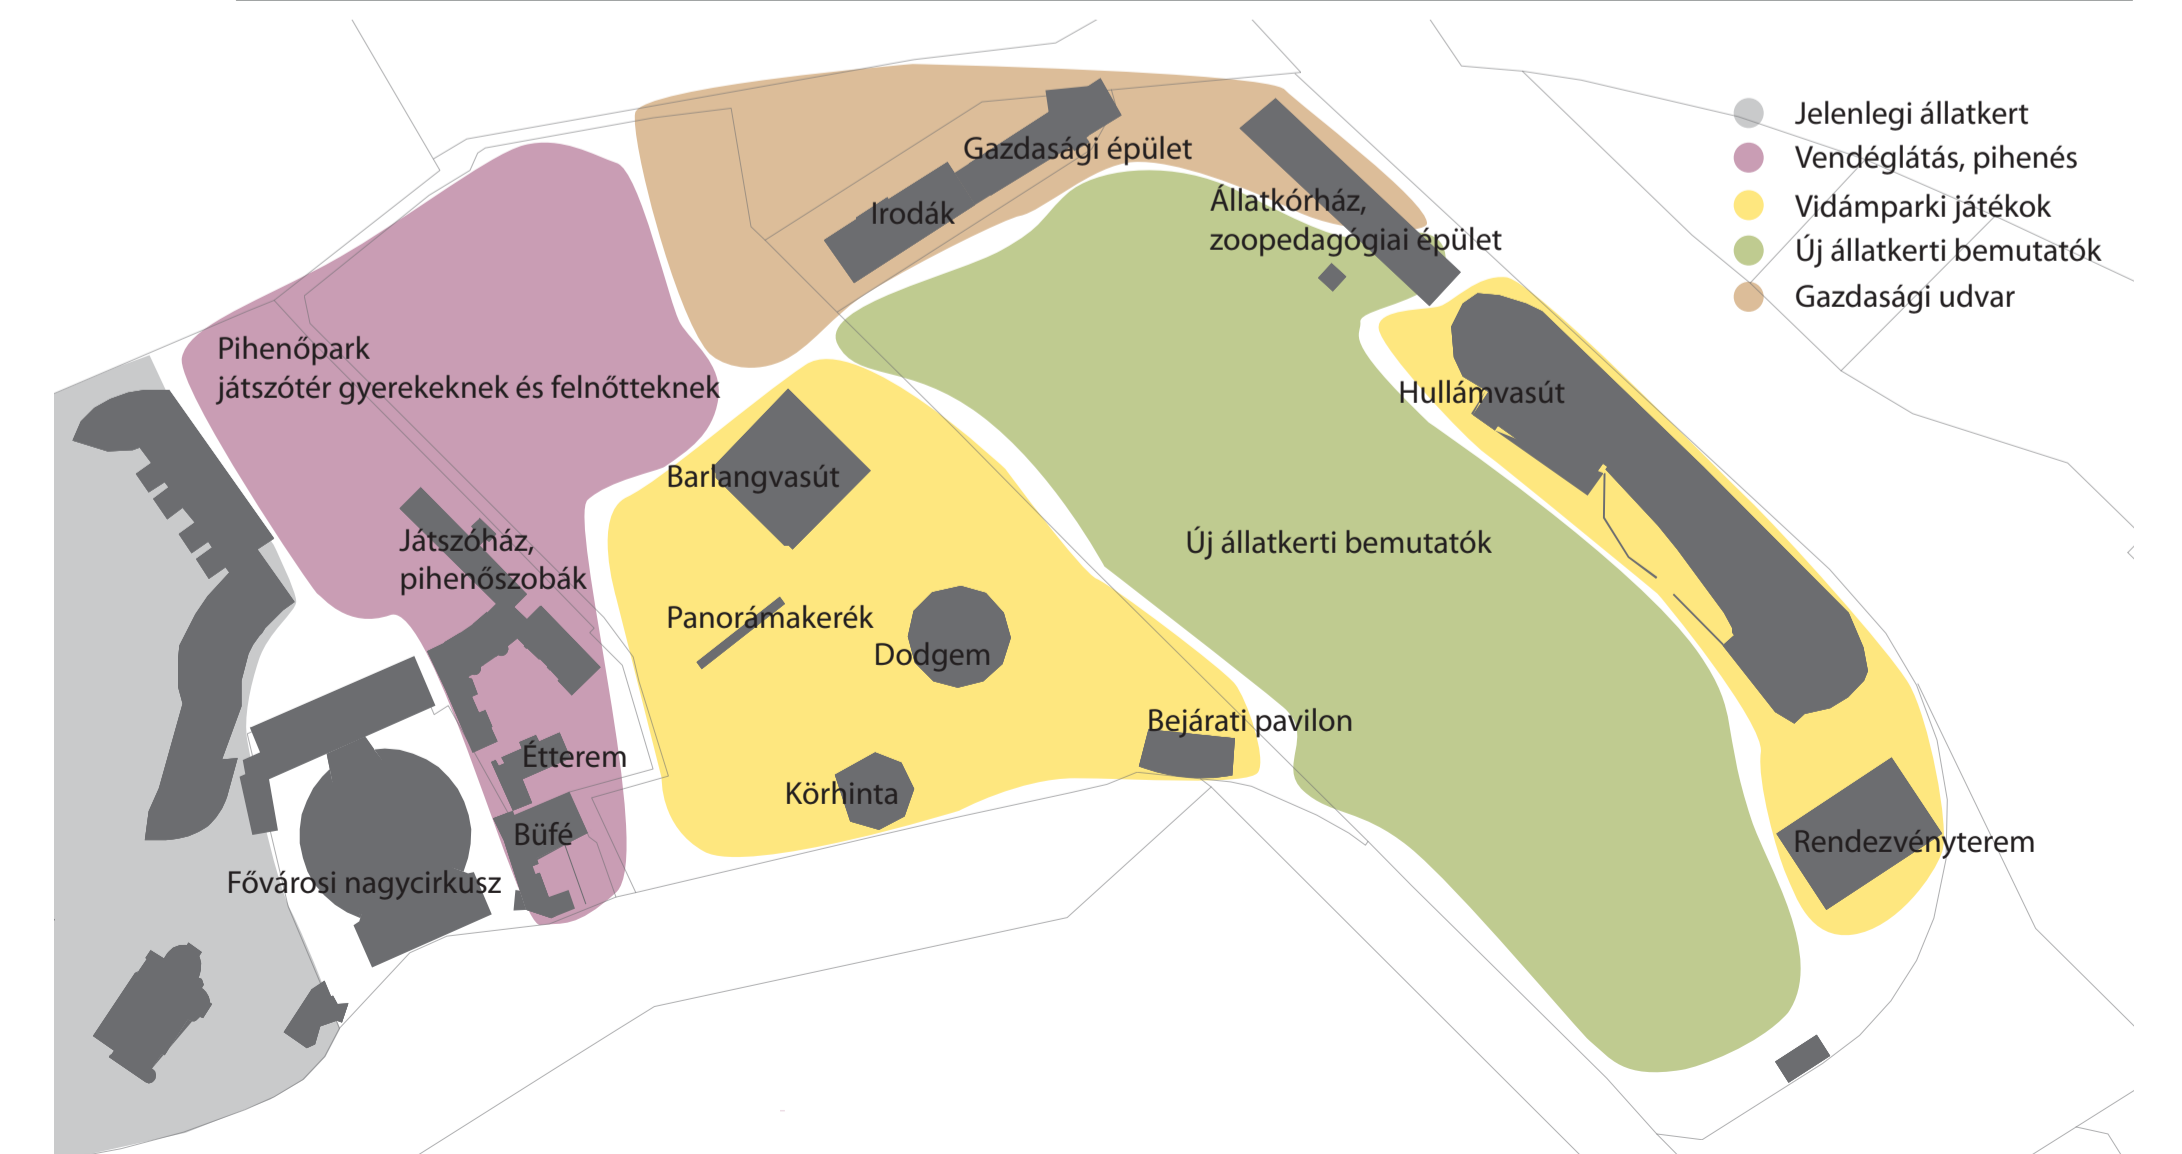 Jelenlegi állatkert
Vendéglátás, pihenés
Vidámparki játékok
Új állatkerti bemutatók
Gazdasági udvar
Gazdasági épület
Irodák
Állatkórház,
zoopedagógiai épület
Pihenőpark
játszótér gyerekeknek és felnőtteknek
Hullámvasút
Barlangvasút
Játszóház,
pihenőszobák
Új állatkerti bemutatók
Panorámakerék
Dodgem
Bejárati pavilon
Étterem
Körhinta
Büfé
Rendezvényterem
Fővárosi nagycirkusz